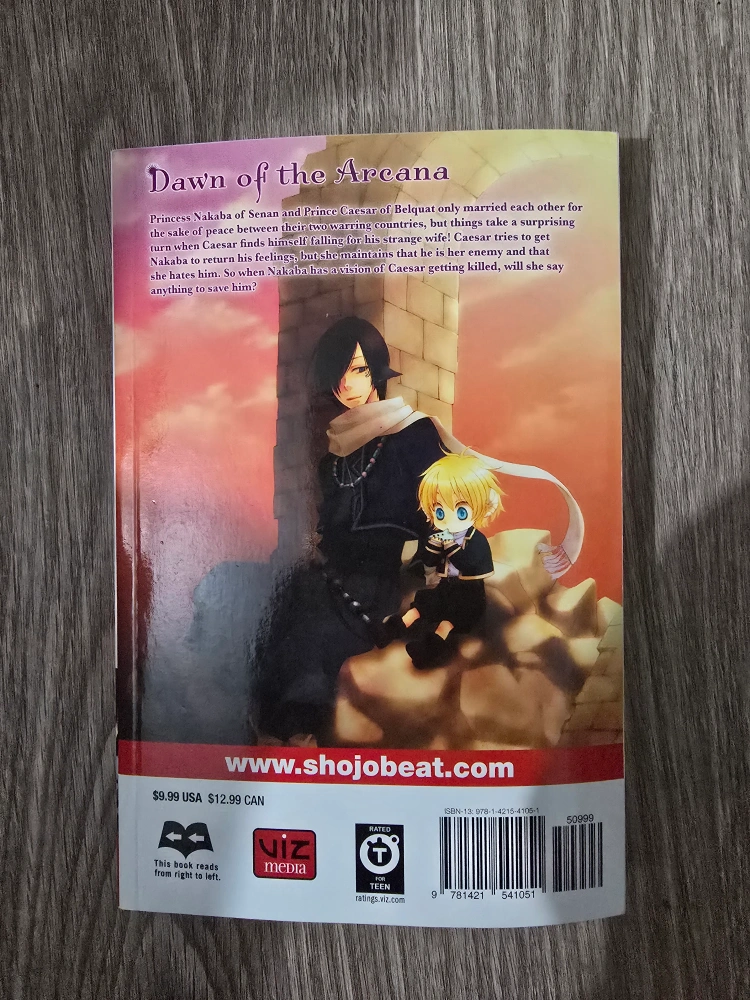 Dawn of the Arcana
Princess Nakaba of Senan and Prince Caesar of Belquat only married each other for
the sake of peace between their two warring countries, but things take a surprising
turn when Caesar finds himself falling for his strange wife! Caesar tries to get
Nakaba to return his feelings, but she maintains that he is her enemy and that
she hates him. So when Nakaba has a vision of Caesar getting killed, will she say
anything to save him?
www.shojobeat.com
$9.99 USA $12.99 CAN
This book reads
from right to left.
VIZ
MEDIA
RATED
T
FOR
TEEN
ratings.viz.com
ISBN-13: 978-1-4215-4105-1
50999
9 781421 541051